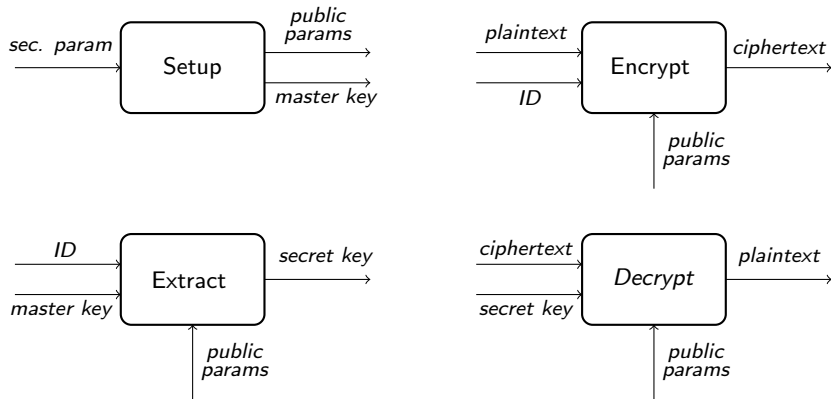 sec. param
Setup
public
params
master key
plaintext
ID
Encrypt
ciphertext
public
params
ID
master key
Extract
secret key
public
params
ciphertext
secret key
Decrypt
plaintext
public
params